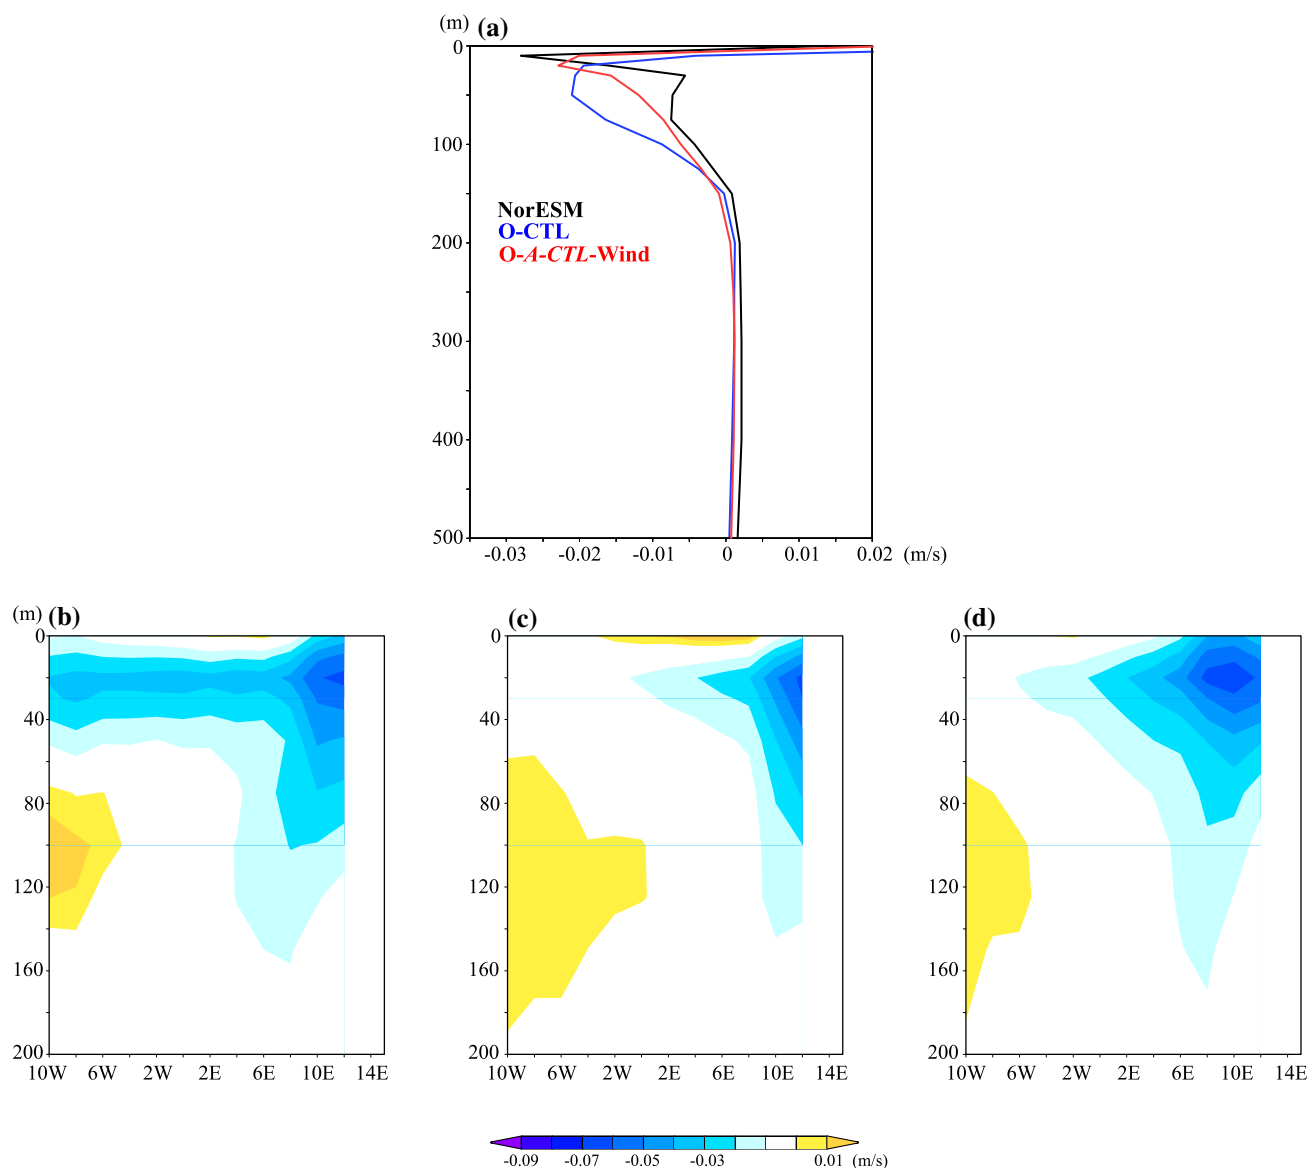 (m) (a)
0
100
200
300
400
500
NorESM
O-CTL
O-A-CTL-Wind
-0.03 -0.02 -0.01 0 0.01 0.02 (m/s)
(m) (b) (c) (d)
0 0 0
40 40 40
80 80 80
120 120 120
160 160 160
200 200 200
10W 6W 2W 2E 6E 10E 14E 10W 6W 2W 2E 6E 10E 14E 10W 6W 2W 2E 6E 10E 14E
-0.09 -0.07 -0.05 -0.03 0.01 (m/s)